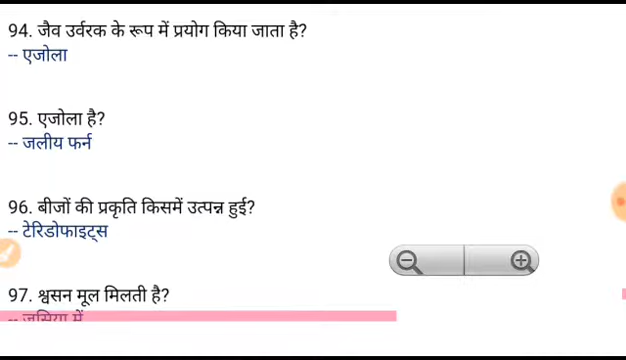 94. जैव उर्वरक के रूप में प्रयोग किया जाता है?
-- एजोला
95. एजोला है?
-- जलीय फर्न
96. बीजों की प्रकृति किसमें उत्पन्न हुई?
-- टेरिडोफाइट्स
97. श्वसन मूल मिलती है?
-- जूसिया में